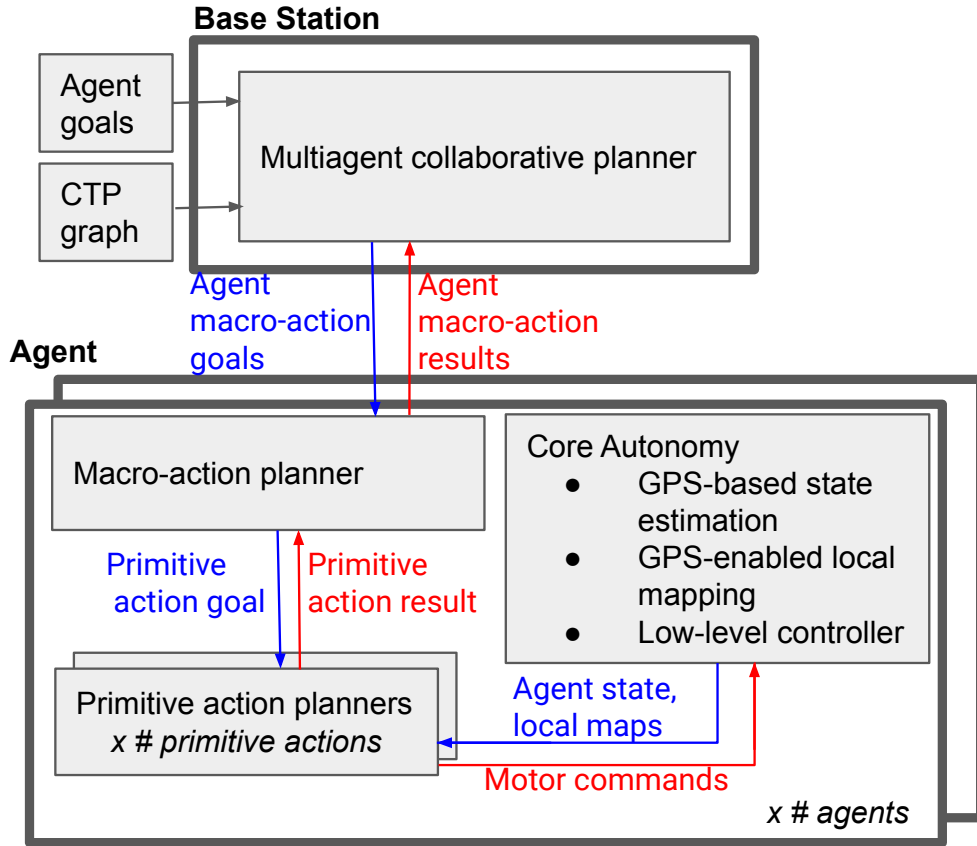 Base Station
Agent
goals
CTP
graph
Multiagent collaborative planner
Agent
macro-action
goals
Agent
macro-action
results
Agent
Macro-action planner
Core Autonomy
● GPS-based state
estimation
● GPS-enabled local
mapping
● Low-level controller
Primitive
action goal
Primitive
action result
Primitive action planners
x # primitive actions
Agent state,
local maps
Motor commands
x # agents